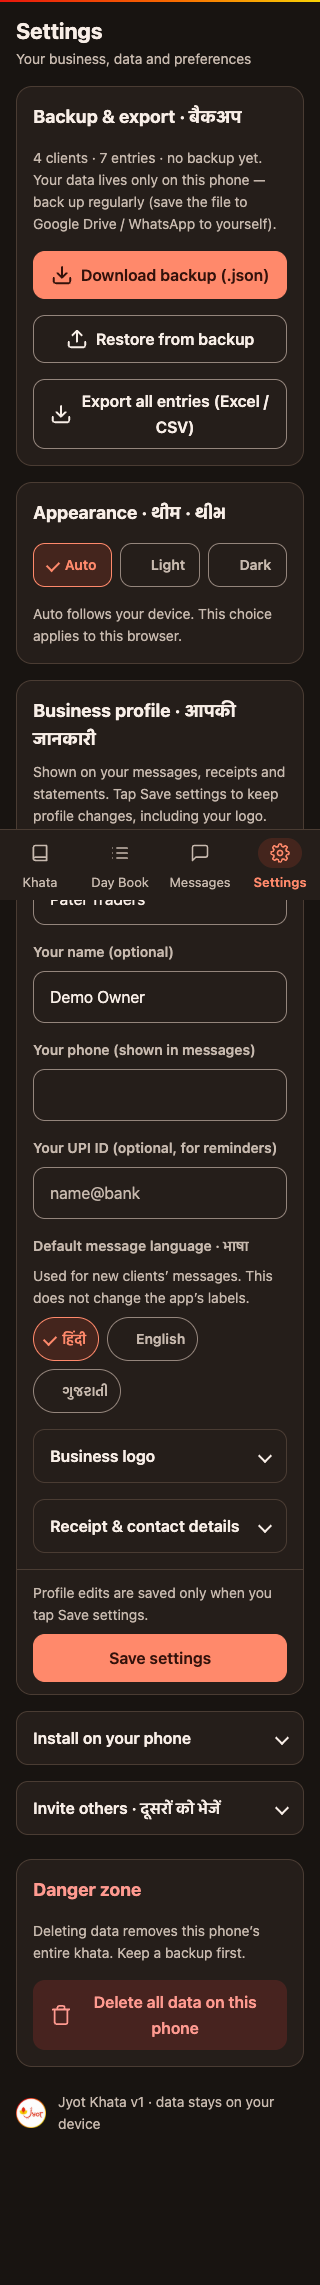 Settings
Your business, data and preferences
Backup & export · बैकअप
4 clients · 7 entries · no backup yet.
Your data lives only on this phone —
back up regularly (save the file to
Google Drive / WhatsApp to yourself).
Download backup (.json)
Restore from backup
Export all entries (Excel /
CSV)
Appearance · थीम · થીમ
Auto
Light
Dark
Auto follows your device. This choice
applies to this browser.
Business profile · आपकी
जानकारी
Shown on your messages, receipts and
statements. Tap Save settings to keep
profile changes, including your logo.
Khata
Day Book
Messages
Settings
Patel Traders
Your name (optional)
Demo Owner
Your phone (shown in messages)
Your UPI ID (optional, for reminders)
name@bank
Default message language · भाषा
Used for new clients’ messages. This
does not change the app’s labels.
हिंदी
English
ગુજરાતી
Business logo
Receipt & contact details
Profile edits are saved only when you
tap Save settings.
Save settings
Install on your phone
Invite others · दूसरों को भेजें
Danger zone
Deleting data removes this phone’s
entire khata. Keep a backup first.
Delete all data on this
phone
Jyot
Jyot Khata v1 · data stays on your
device